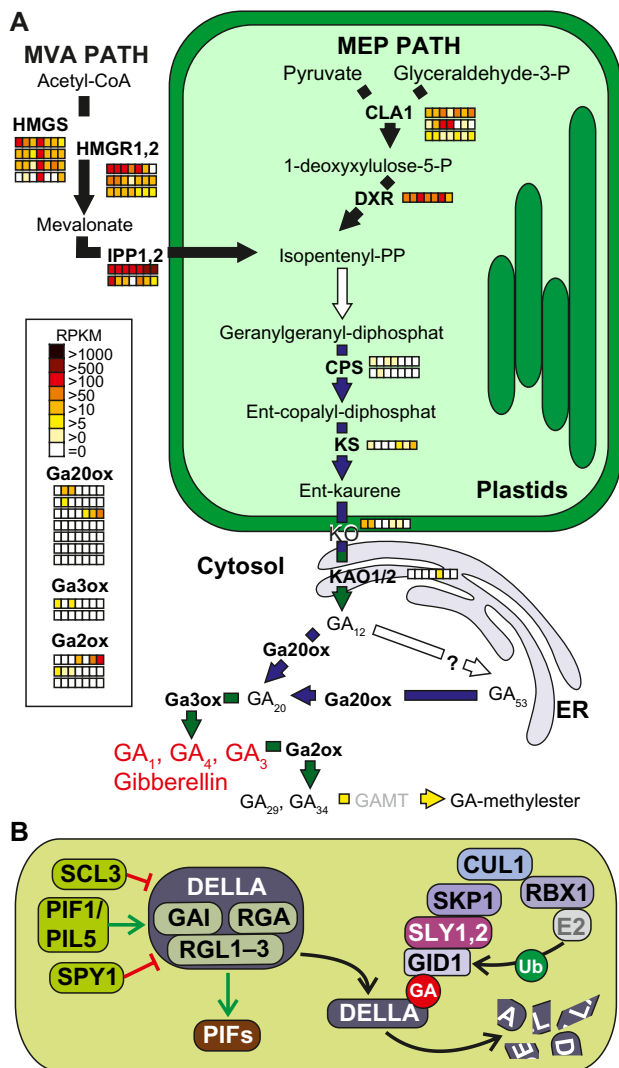 A
MVA PATH
MEP PATH
Acetyl-CoA
Pyruvate
Glyceraldehyde-3-P
HMGS
CLA1
HMGR1,2
1-deoxyxylulose-5-P
DXR
Mevalonate
IPP1,2
Isopentenyl-PP
RPKM
>1000
>500
>100
>50
>10
>5
>0
=0
Geranylgeranyl-diphosphat
CPS
Ent-copalyl-diphosphat
KS
Ent-kaurene
Plastids
Ga20ox
Ga3ox
Ga2ox
KO
Cytosol
KAO1/2
GA12
Ga20ox
?
Ga3ox
GA20
Ga20ox
GA53
ER
GA1, GA4, GA3
Gibberellin
Ga2ox
GA29, GA34
GAMT
GA-methylester
B
SCL3
PIF1/
PIL5
SPY1
DELLA
GAI
RGA
RGL1–3
PIFs
CUL1
RBX1
SKP1
E2
SLY1,2
GID1
Ub
GA
DELLA
A
L
L
E
D